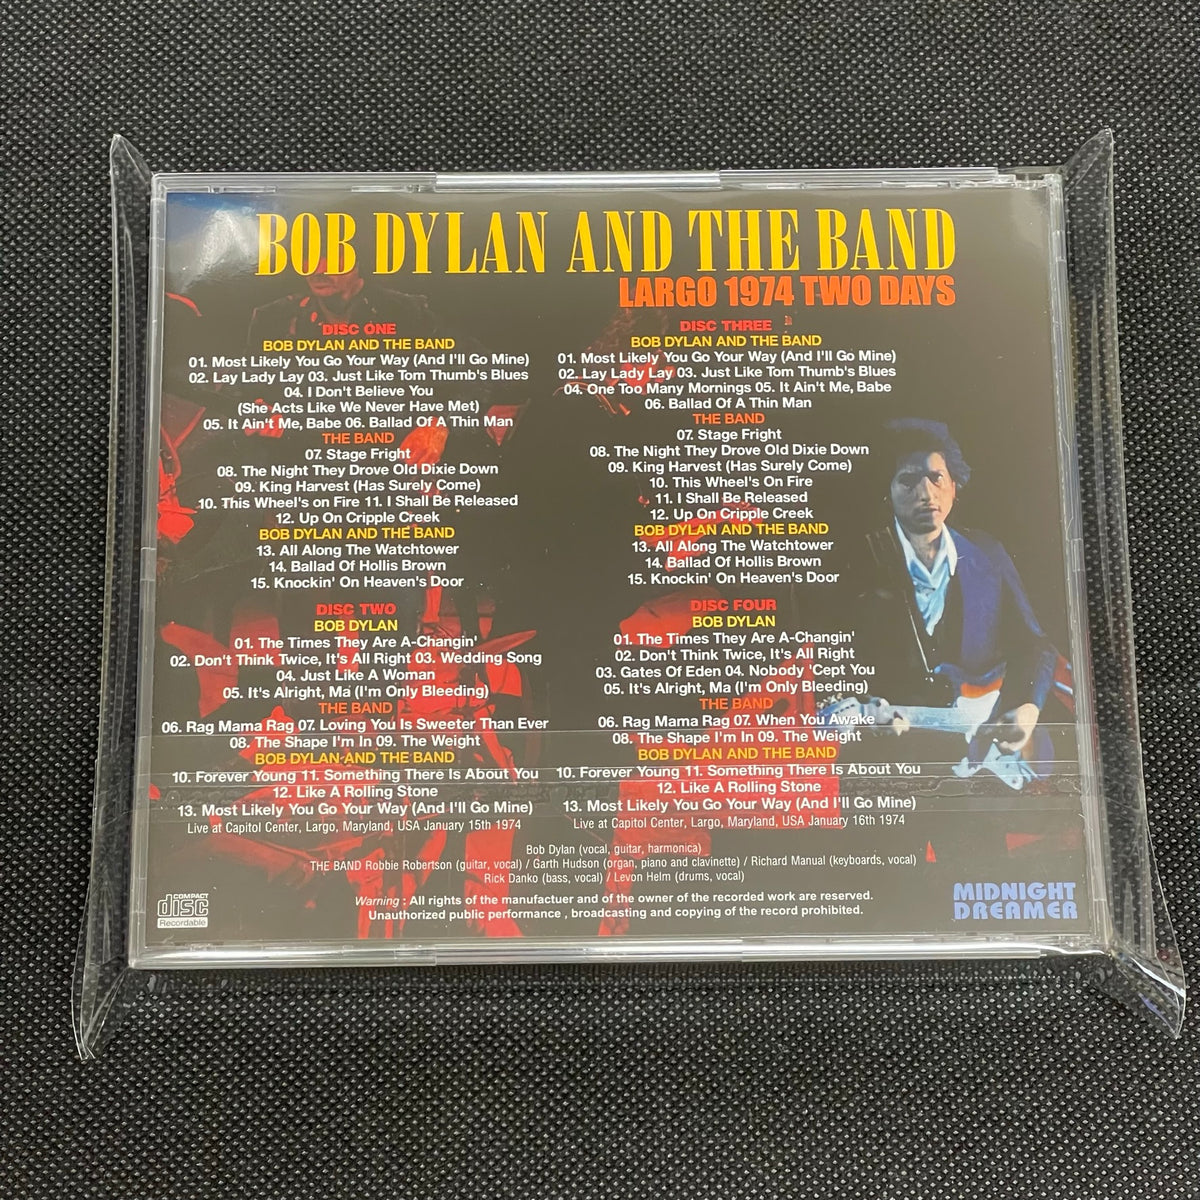 BOB DYLAN AND THE BAND
LARGO 1974 TWO DAYS
DISC ONE
BOB DYLAN AND THE BAND
01. Most Likely You Go Your Way (And I'll Go Mine)
02. Lay Lady Lay 03. Just Like Tom Thumb's Blues
04. I Don't Believe You
(She Acts Like We Never Have Met)
05. It Ain't Me, Babe 06. Ballad Of A Thin Man
THE BAND
07. Stage Fright
08. The Night They Drove Old Dixie Down
09. King Harvest (Has Surely Come)
10. This Wheel's on Fire 11. I Shall Be Released
12. Up On Cripple Creek
BOB DYLAN AND THE BAND
13. All Along The Watchtower
14. Ballad Of Hollis Brown
15. Knockin' On Heaven's Door
DISC TWO
BOB DYLAN
01. The Times They Are A-Changin'
02. Don't Think Twice, It's All Right 03. Wedding Song
04. Just Like A Woman
05. It's Alright, Ma (I'm Only Bleeding)
THE BAND
06. Rag Mama Rag 07. Loving You Is Sweeter Than Ever
08. The Shape I'm In 09. The Weight
BOB DYLAN AND THE BAND
10. Forever Young 11. Something There Is About You
12. Like A Rolling Stone
13. Most Likely You Go Your Way (And I'll Go Mine)
Live at Capitol Center, Largo, Maryland, USA January 15th 1974
DISC THREE
BOB DYLAN AND THE BAND
01. Most Likely You Go Your Way (And I'll Go Mine)
02. Lay Lady Lay 03. Just Like Tom Thumb's Blues
04. One Too Many Mornings 05. It Ain't Me, Babe
06. Ballad Of A Thin Man
THE BAND
07. Stage Fright
08. The Night They Drove Old Dixie Down
09. King Harvest (Has Surely Come)
10. This Wheel's On Fire
11. I Shall Be Released
12. Up On Cripple Creek
BOB DYLAN AND THE BAND
13. All Along The Watchtower
14. Ballad Of Hollis Brown
15. Knockin' On Heaven's Door
DISC FOUR
BOB DYLAN
01. The Times They Are A-Changin'
02. Don't Think Twice, It's All Right
03. Gates Of Eden 04. Nobody 'Cept You
05. It's Alright, Ma (I'm Only Bleeding)
THE BAND
06. Rag Mama Rag 07. When You Awake
08. The Shape I'm In 09. The Weight
BOB DYLAN AND THE BAND
10. Forever Young 11. Something There Is About You
12. Like A Rolling Stone
13. Most Likely You Go Your Way (And I'll Go Mine)
Live at Capitol Center, Largo, Maryland, USA January 16th 1974
Bob Dylan (vocal, guitar, harmonica)
THE BAND Robbie Robertson (guitar, vocal) / Garth Hudson (organ, piano and clavinette) / Richard Manual (keyboards, vocal)
Rick Danko (bass, vocal) / Levon Helm (drums, vocal)
Warning : All rights of the manufactuer and of the owner of the recorded work are reserved.
Unauthorized public performance , broadcasting and copying of the record prohibited.
COMPACT
disc
Recordable
MIDNIGHT
DREAMER